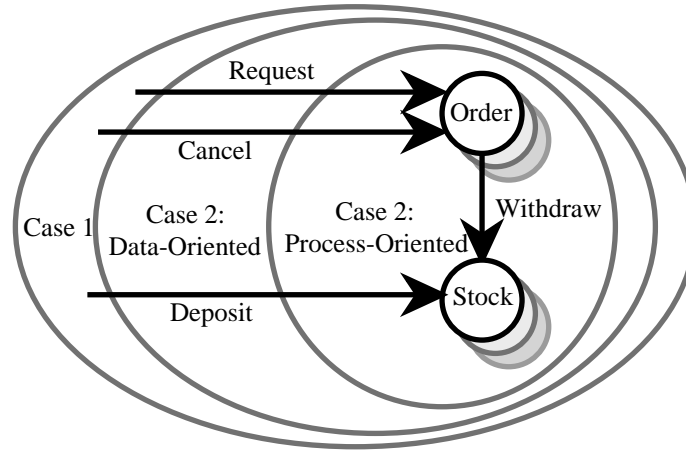 Request
Order
Cancel
Case 1
Case 2:
Data-Oriented
Case 2:
Process-Oriented
Withdraw
Stock
Deposit